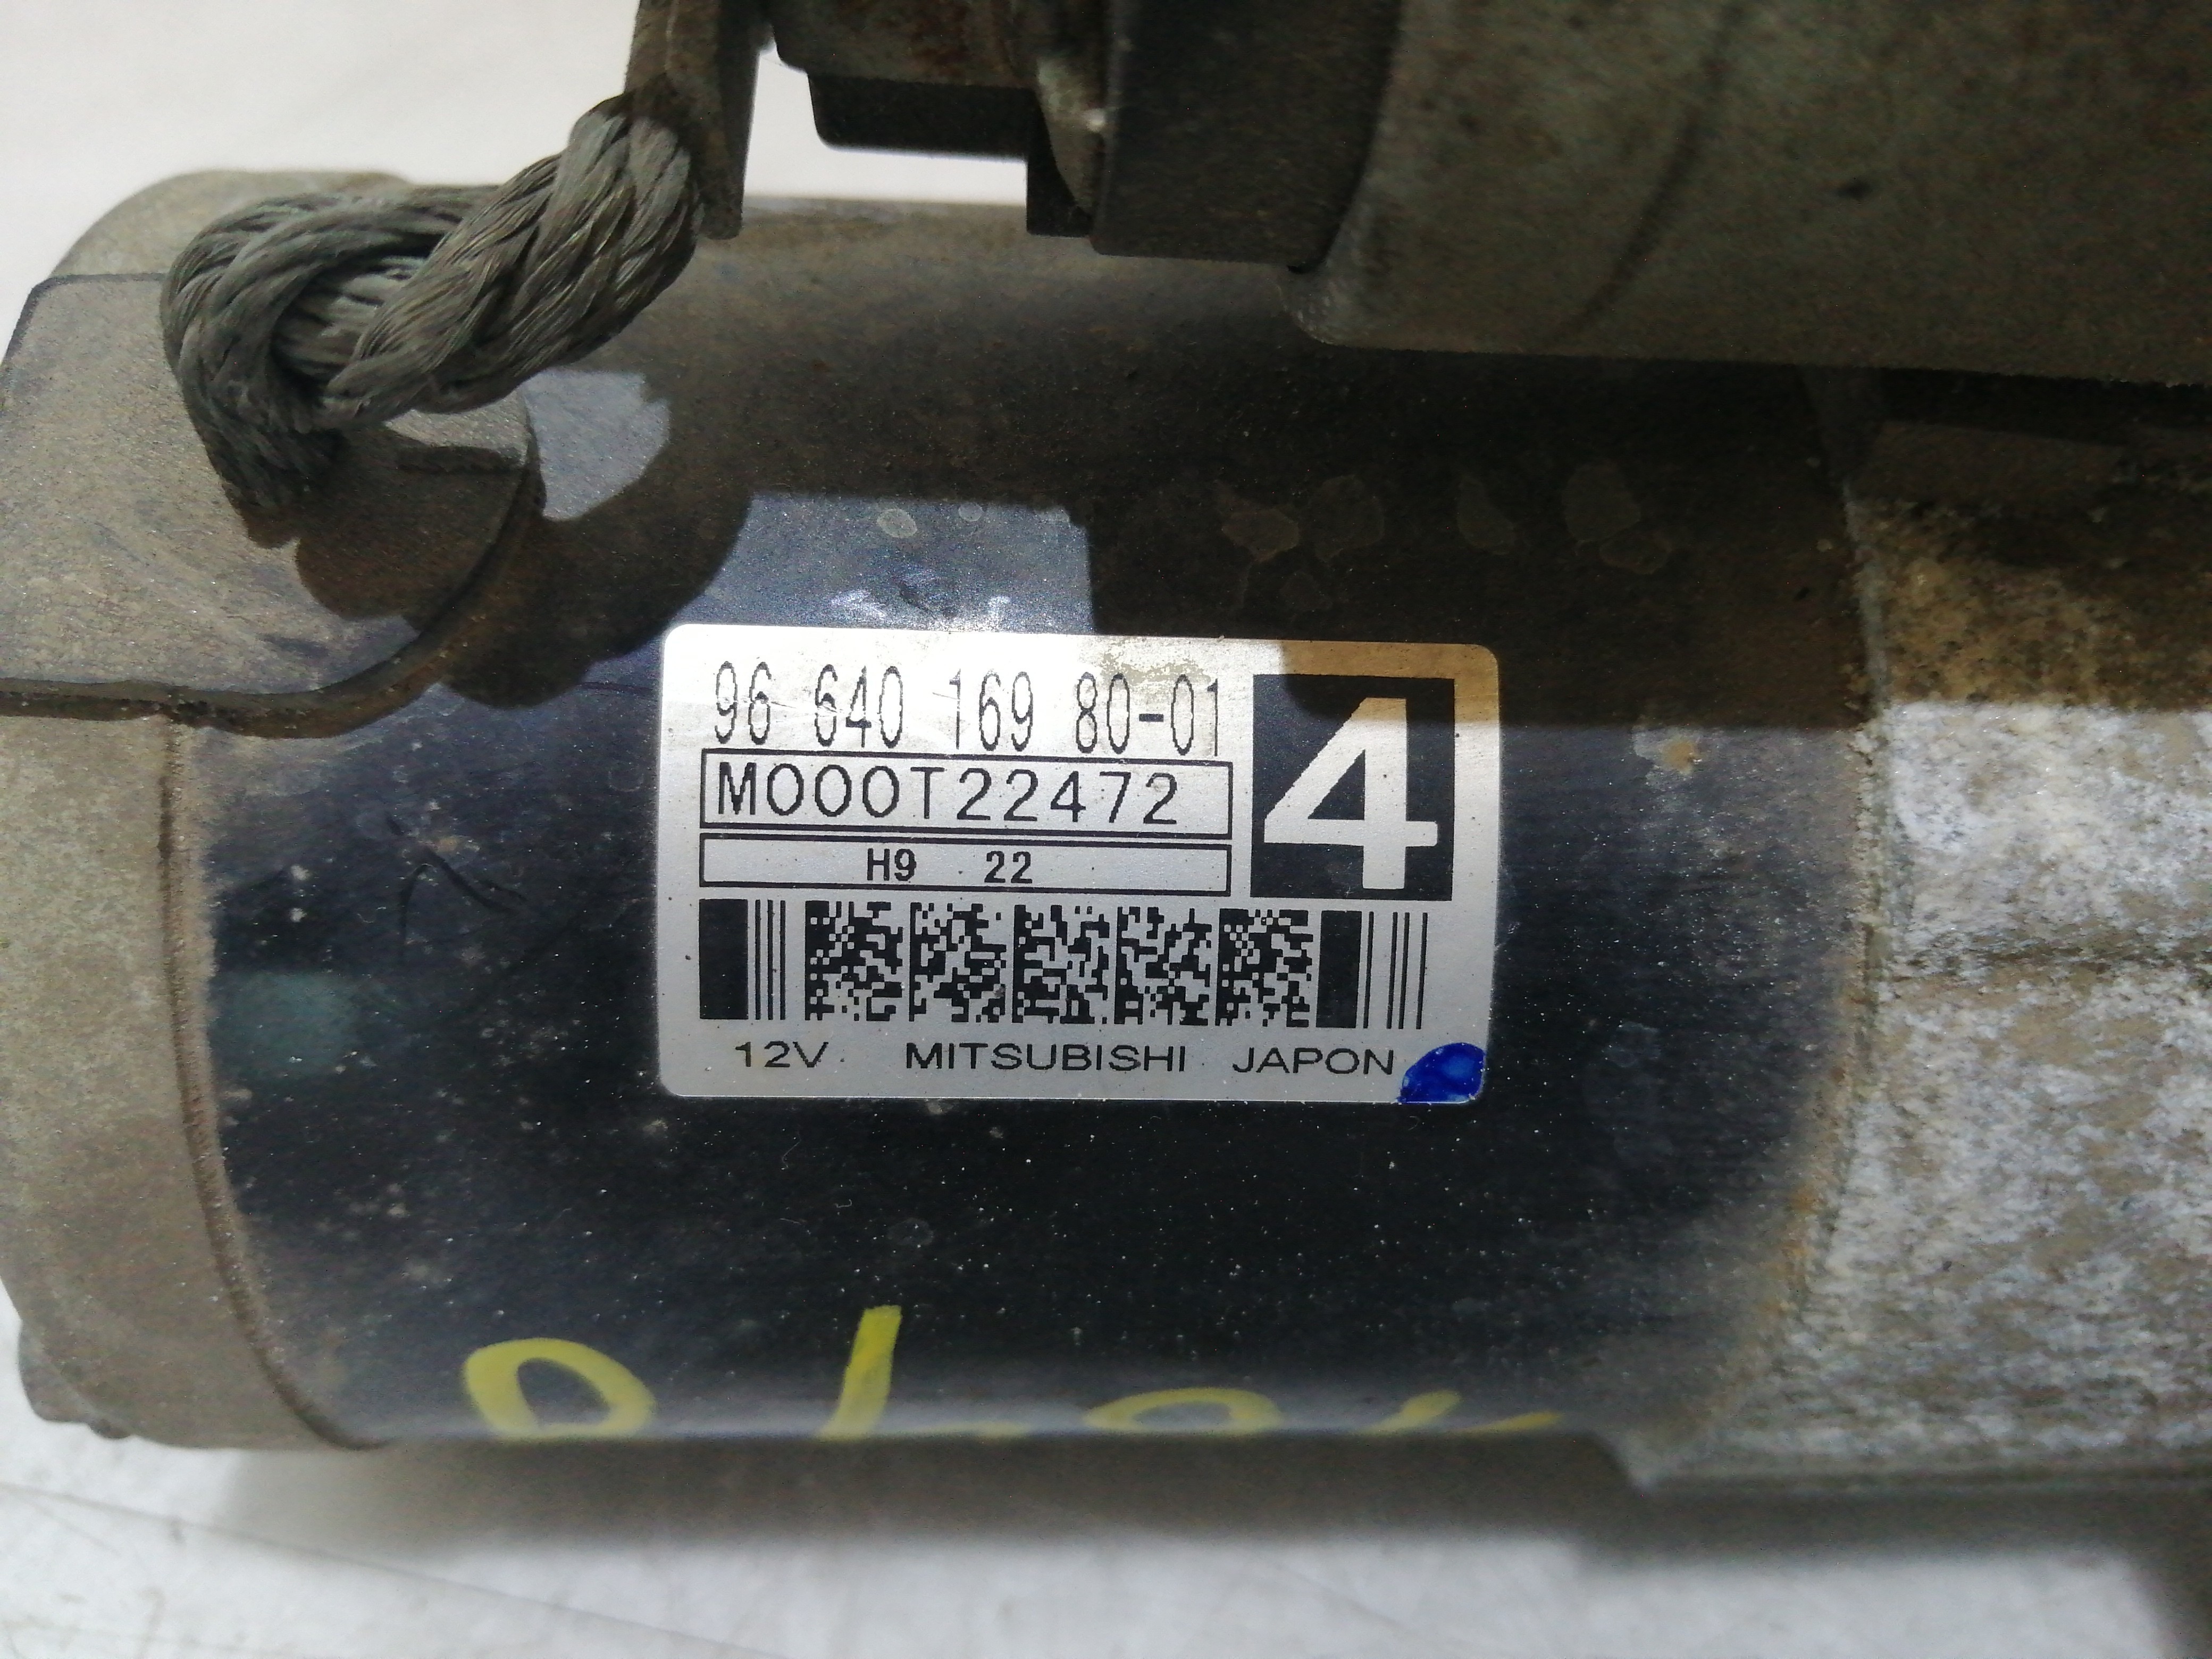 96 640 169 80-01
4
M000T22472
H9 22
12V MITSUBISHI JAPON